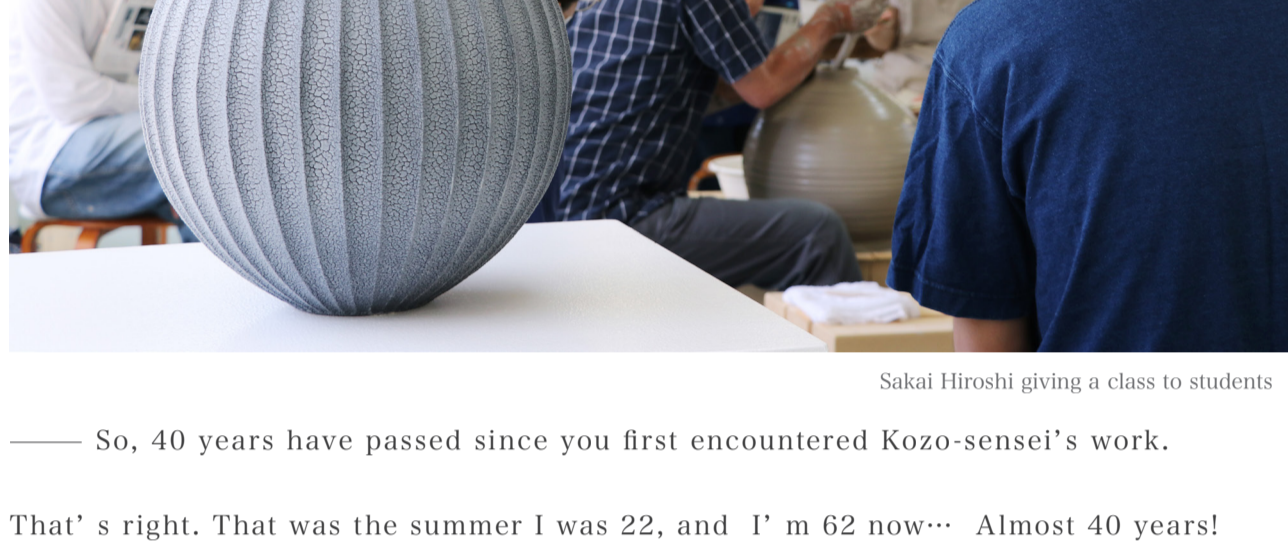 Sakai Hiroshi giving a class to students
—— So, 40 years have passed since you first encountered Kozo-sensei’s work.
That’ s right. That was the summer I was 22, and  I’ m 62 now…  Almost 40 years!